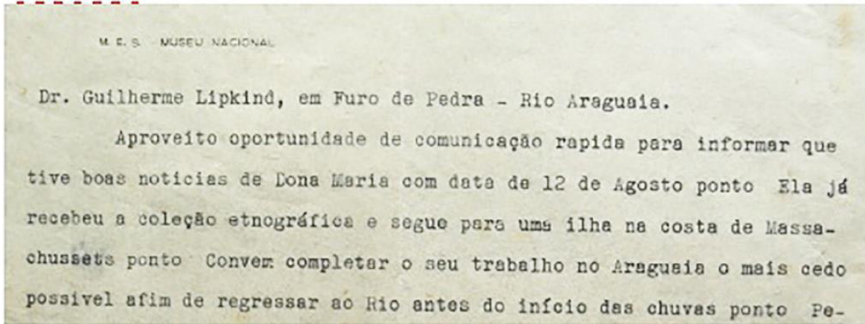 M. E. S. - MUSEU NACIONAL
Dr. Guilherme Lipkind, em Furo de Pedra - Rio Araguaia.
Aproveito oportunidade de comunicação rapida para informar que
tive boas noticias de Dona Maria com data de 12 de Agosto ponto Ela já
recebeu a coleção etnográfica e segue para uma ilha na costa de Massa-
chussets ponto Convem completar o seu trabalho no Araguaia o mais cedo
possivel afim de regressar ao Rio antes do início das chuvas ponto Pe-